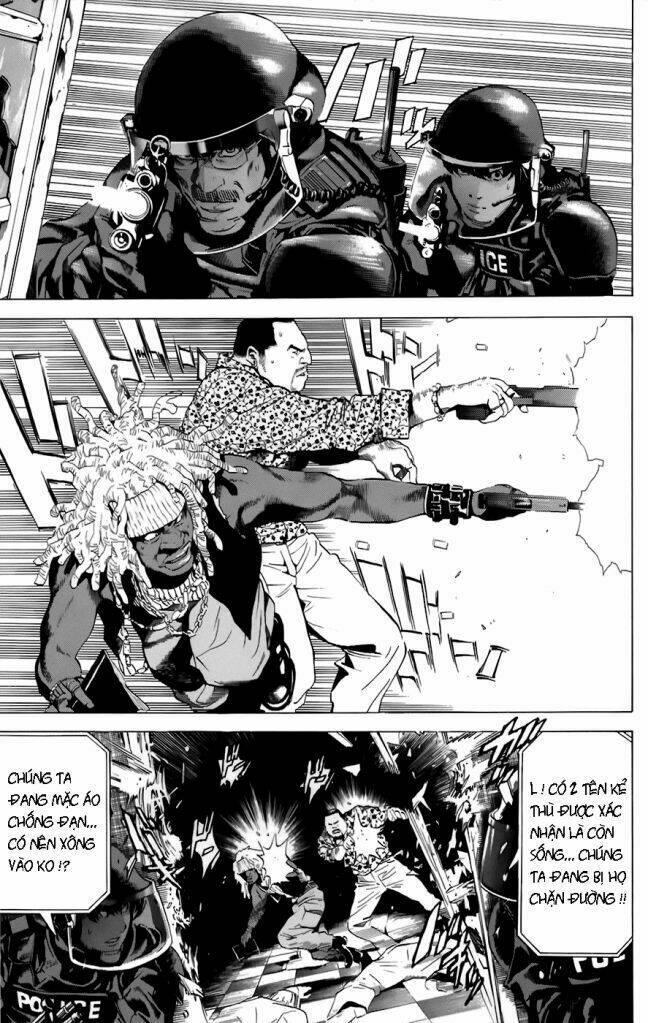 ICE
L! CÓ 2 TÊN KẺ
THÙ ĐƯỢC XÁC
NHẬN LÀ CÒN
SỐNG... CHÚNG
TA ĐANG BỊ HỌ
CHẶN ĐƯỜNG!!
CHÚNG TA
ĐANG MẶC ÁO
CHỐNG ĐẠN...
CÓ NÊN XÔNG
VÀO KO!?
POLICE